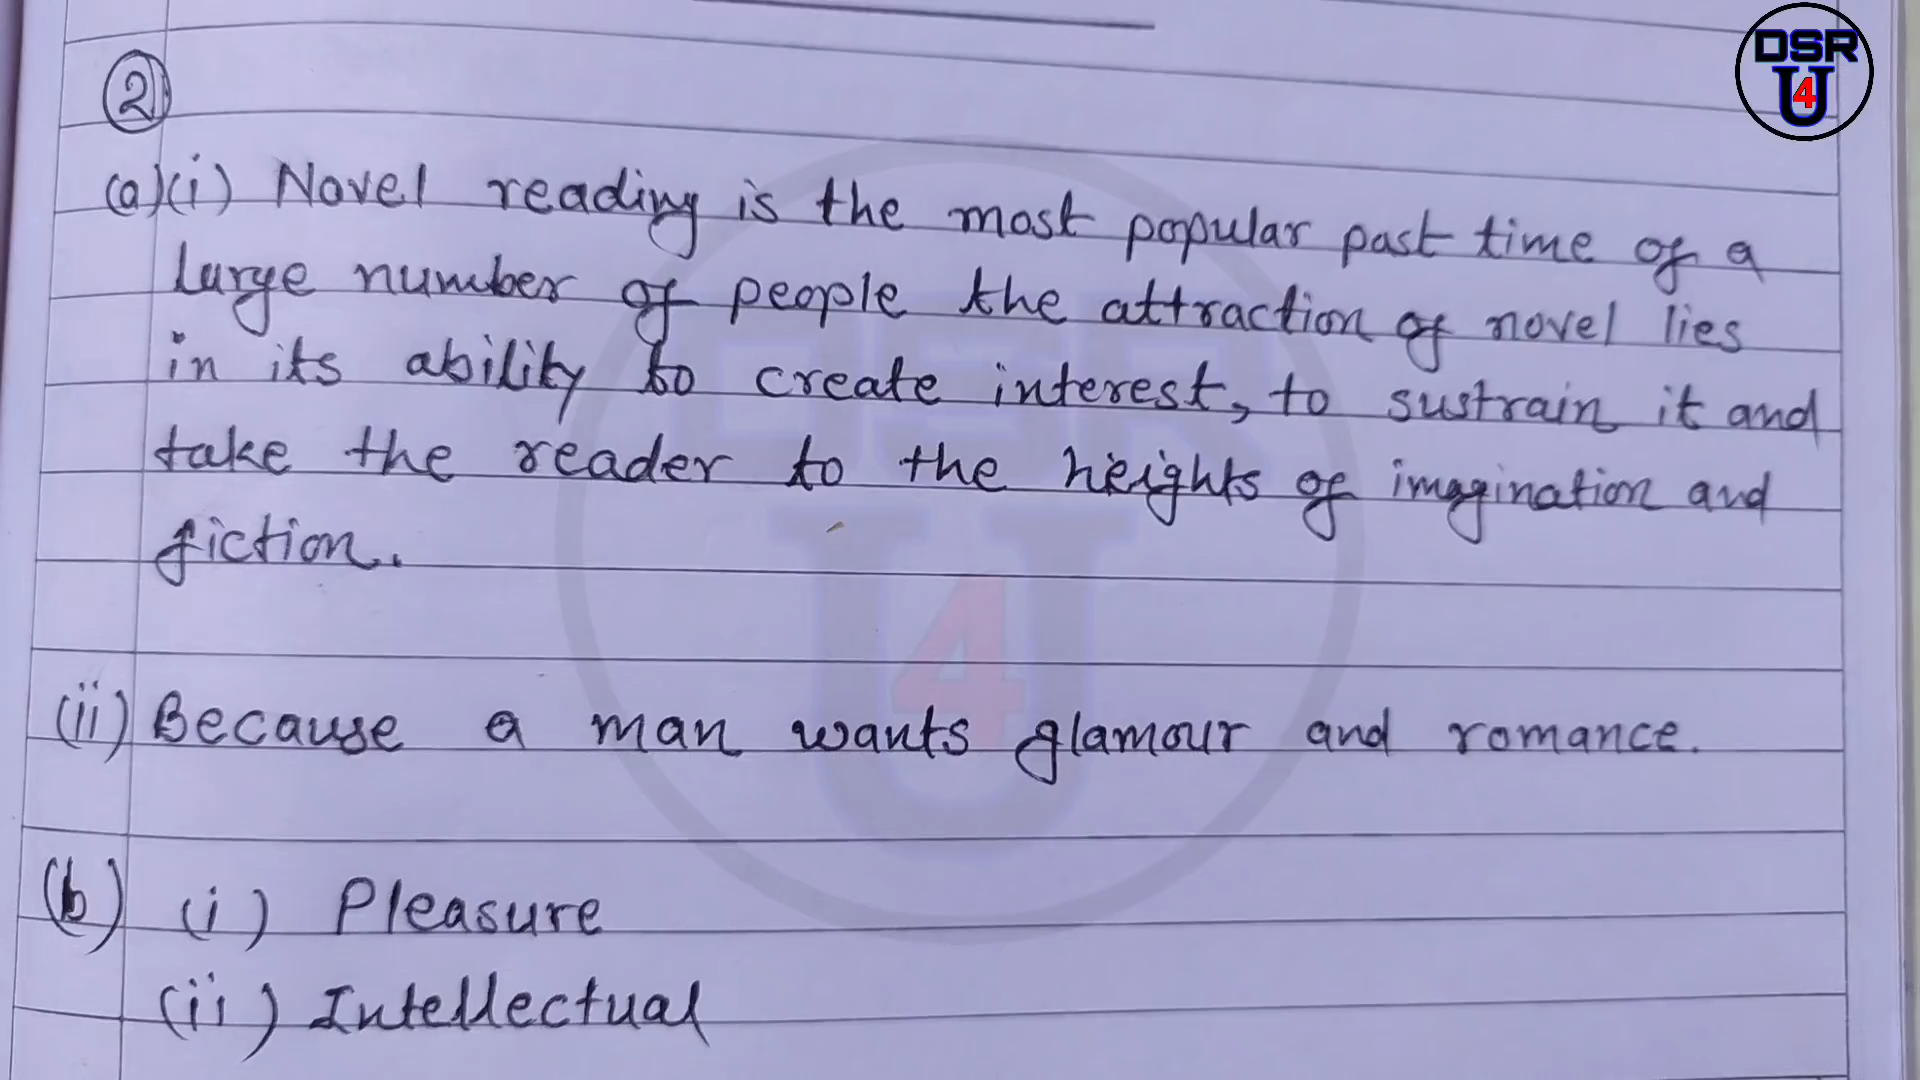 DSR
U
4
2
(a)(i) Novel reading is the most popular past time of a
large number of people the attraction of novel lies
in its ability to create interest, to sustrain it and
take the reader to the heights of imagination and
fiction.
(ii) Because a man wants glamour and romance.
(b) (i) Pleasure
(ii) Intellectual